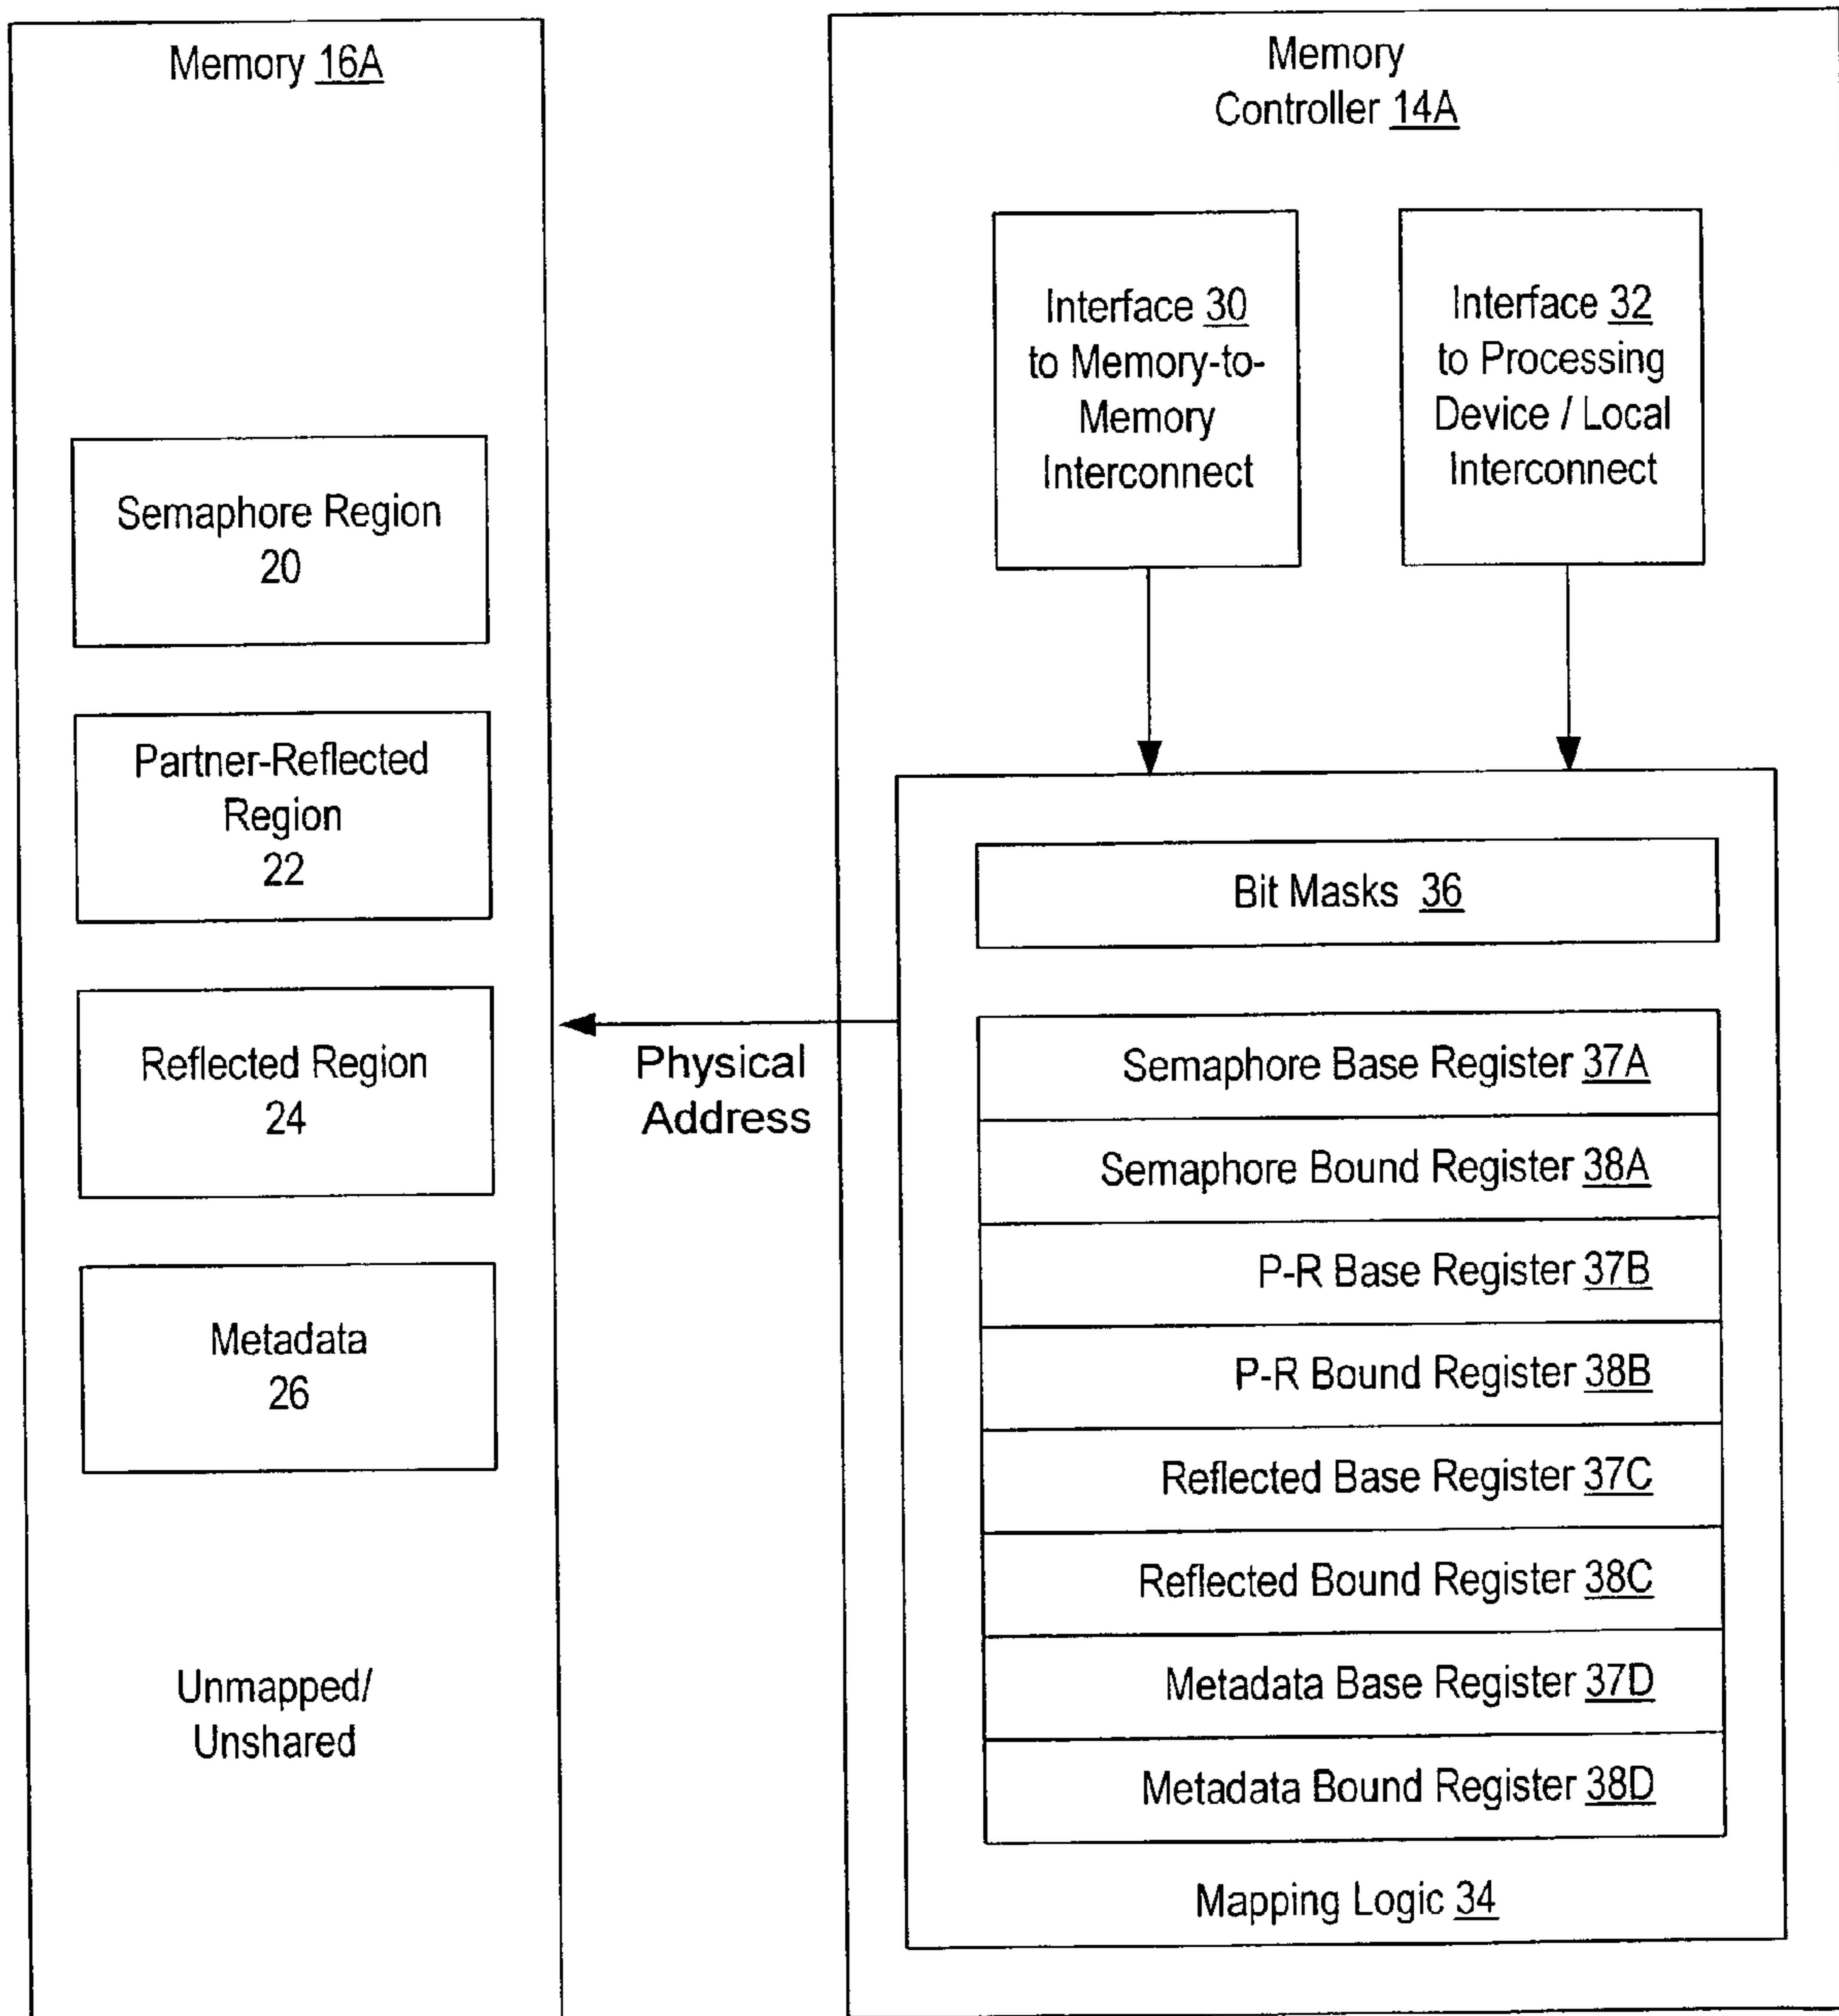 Memory 16A
Semaphore Region
20
Partner-Reflected
Region
22
Reflected Region
24
Metadata
26
Unmapped/
Unshared
Physical
Address
Memory
Controller 14A
Interface 30
to Memory-to-
Memory
Interconnect
Interface 32
to Processing
Device / Local
Interconnect
Bit Masks 36
Semaphore Base Register 37A
Semaphore Bound Register 38A
P-R Base Register 37B
P-R Bound Register 38B
Reflected Base Register 37C
Reflected Bound Register 38C
Metadata Base Register 37D
Metadata Bound Register 38D
Mapping Logic 34